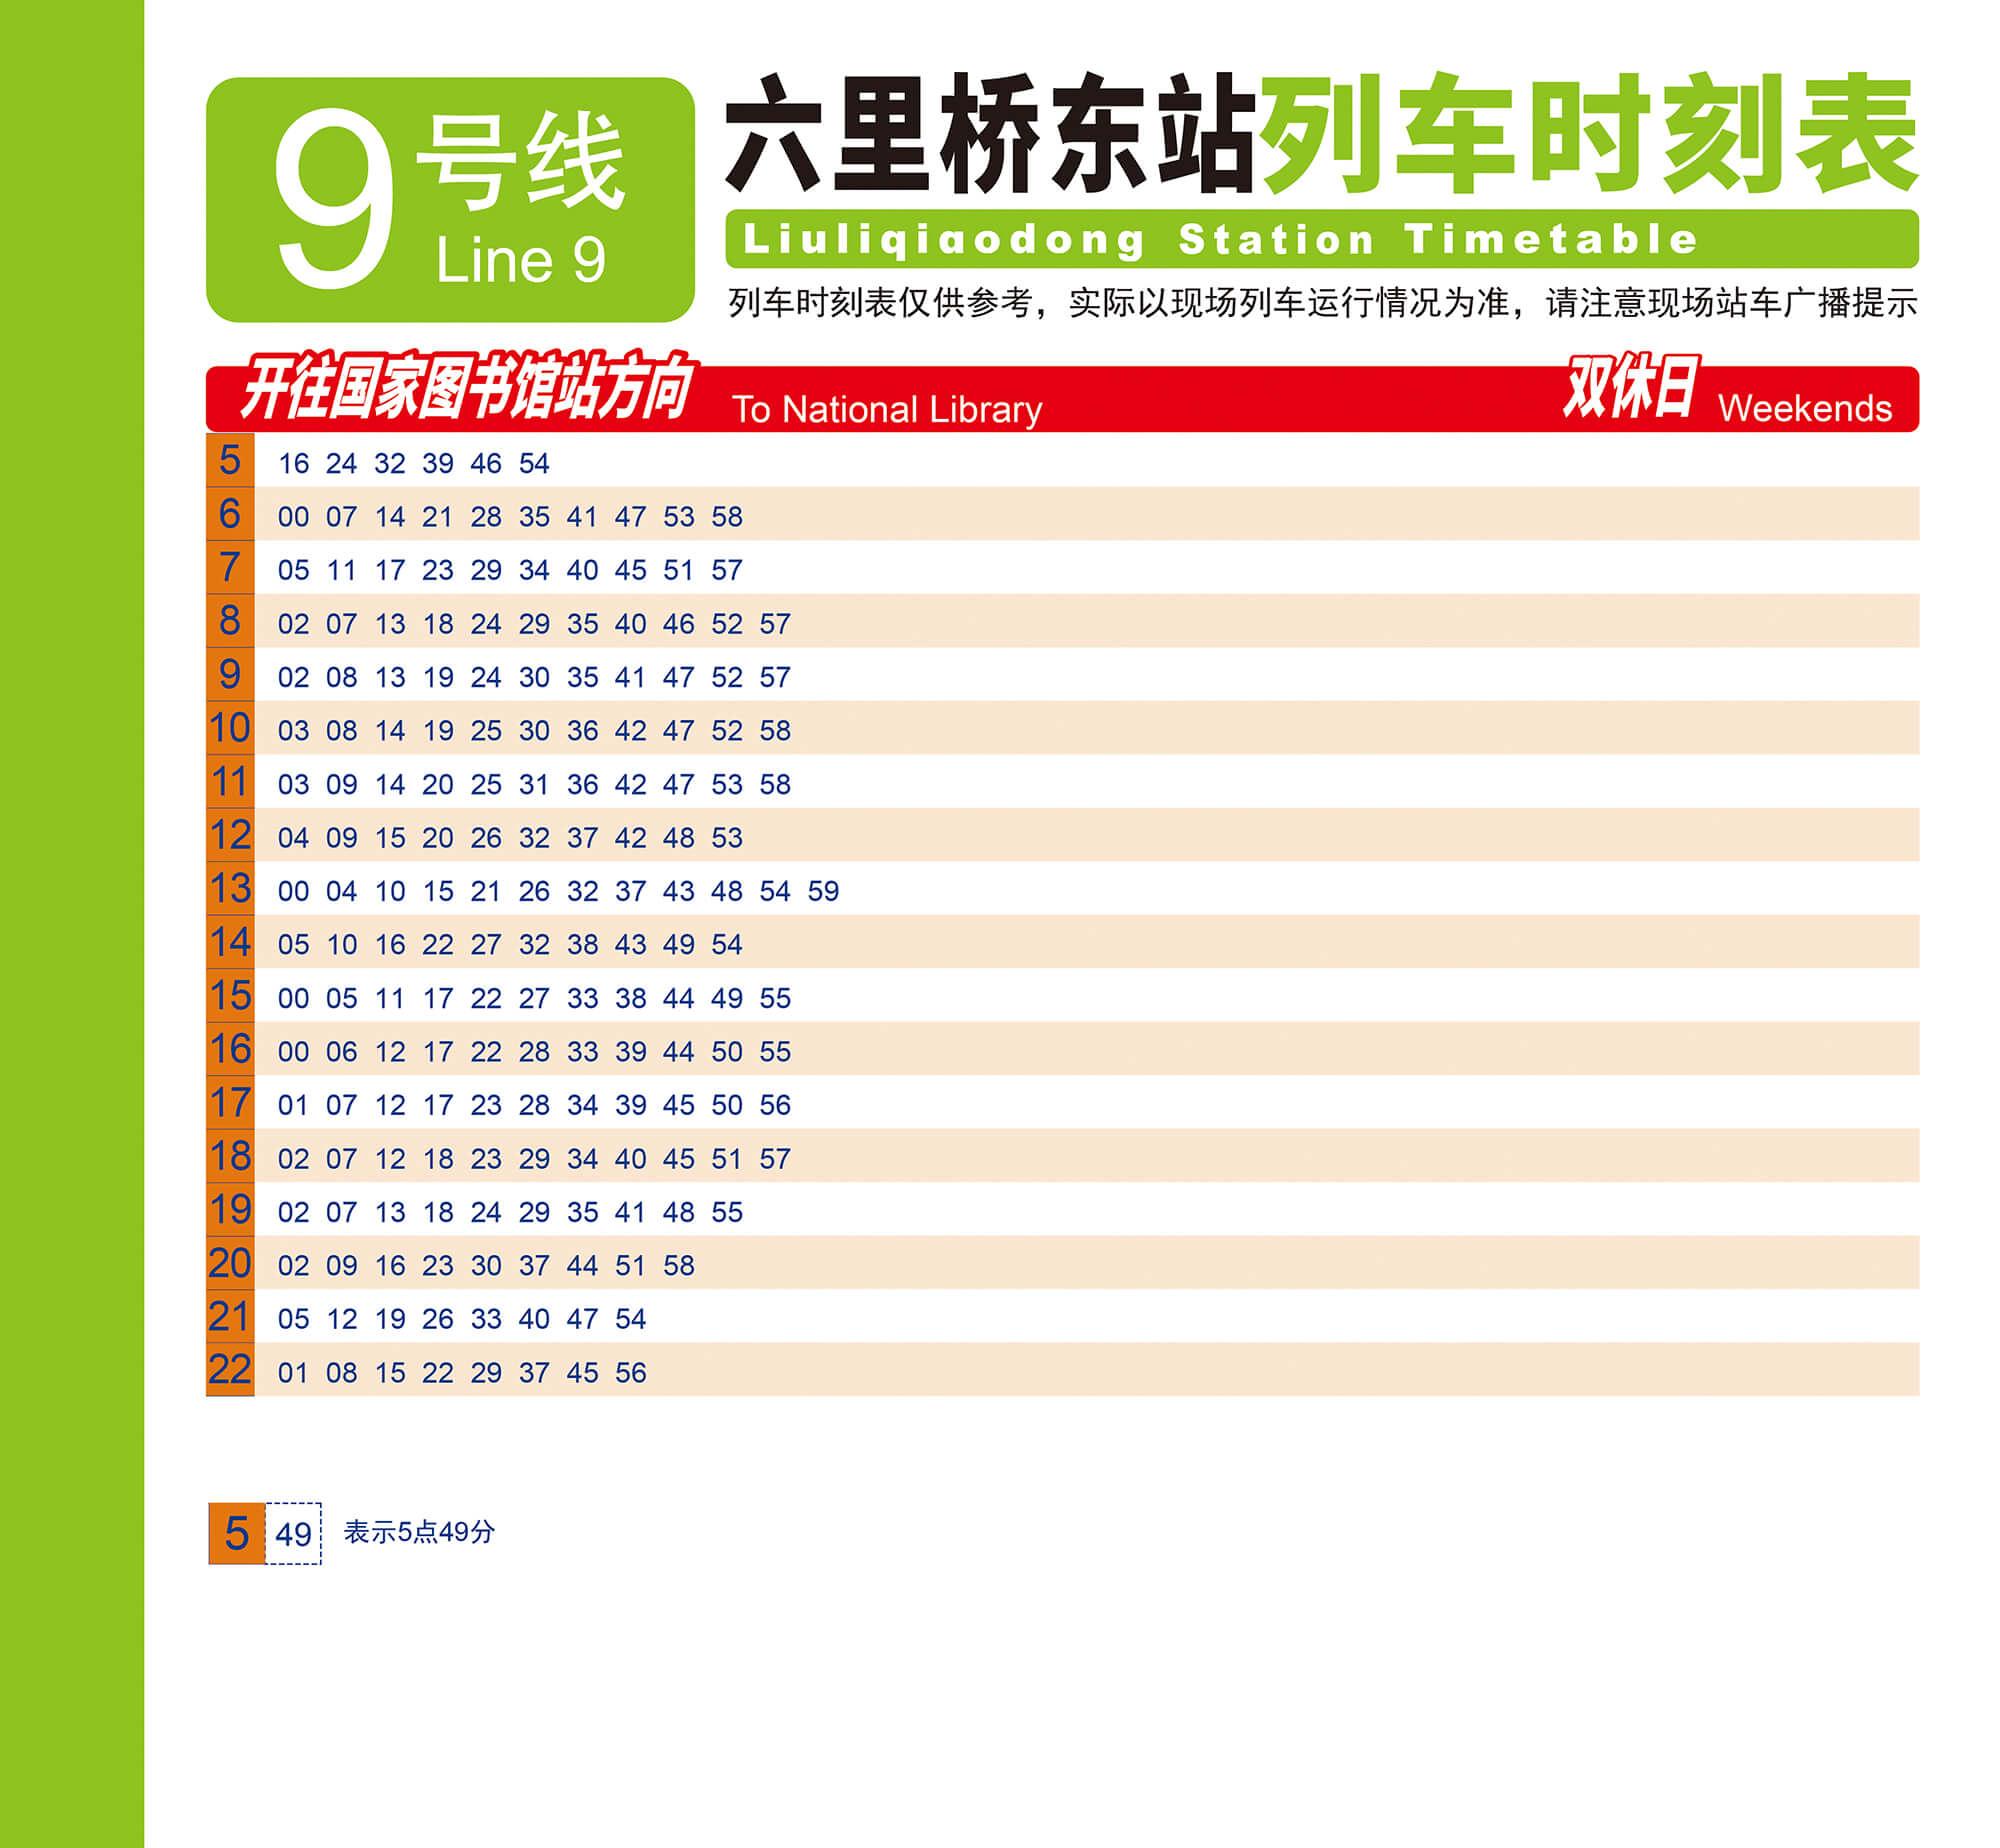 9号线
Line 9
六里桥东站列车时刻表
Liuliqiaodong Station Timetable
列车时刻表仅供参考，实际以现场列车运行情况为准，请注意现场站车广播提示
开往国家图书馆站方向 To National Library 双休日 Weekends
5 16 24 32 39 46 54
6 00 07 14 21 28 35 41 47 53 58
7 05 11 17 23 29 34 40 45 51 57
8 02 07 13 18 24 29 35 40 46 52 57
9 02 08 13 19 24 30 35 41 47 52 57
10 03 08 14 19 25 30 36 42 47 52 58
11 03 09 14 20 25 31 36 42 47 53 58
12 04 09 15 20 26 32 37 42 48 53
13 00 04 10 15 21 26 32 37 43 48 54 59
14 05 10 16 22 27 32 38 43 49 54
15 00 05 11 17 22 27 33 38 44 49 55
16 00 06 12 17 22 28 33 39 44 50 55
17 01 07 12 17 23 28 34 39 45 50 56
18 02 07 12 18 23 29 34 40 45 51 57
19 02 07 13 18 24 29 35 41 48 55
20 02 09 16 23 30 37 44 51 58
21 05 12 19 26 33 40 47 54
22 01 08 15 22 29 37 45 56
5 49 表示5点49分